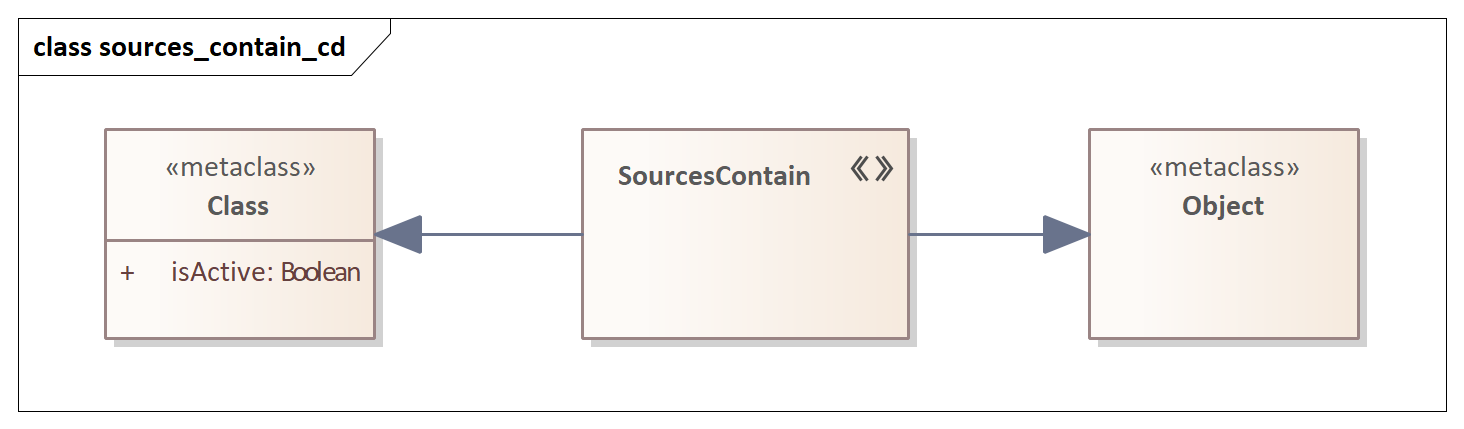 class sources_contain_cd
«metaclass»
Class
+ isActive: Boolean
SourcesContain
«»
«metaclass»
Object